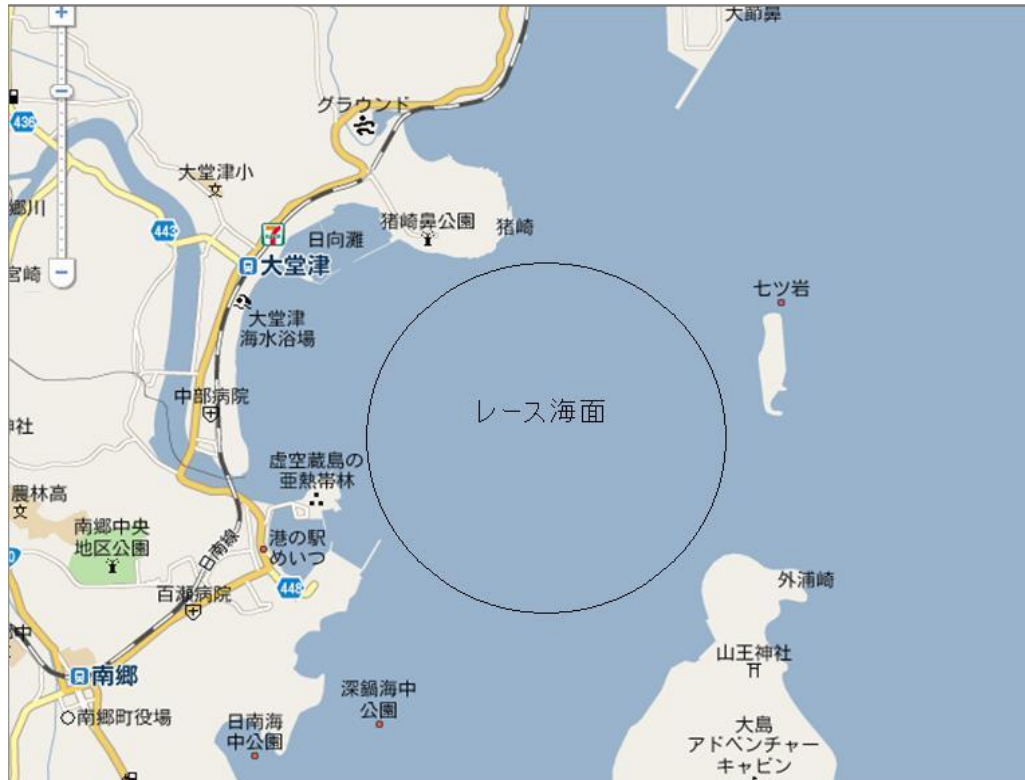 +
大節鼻
グラウンド
436
大堂津小
猪崎鼻公園
猪崎
郷川
443
日向灘
宮崎
大堂津
七ツ岩
大堂津
海水浴場
中部病院
レース海面
神社
虚空蔵島の
亜熱帯林
農林高
南郷中央
地区公園
日南線
港の駅
めいつ
外浦崎
448
百瀬病院
山王神社
南郷
深鍋海中
公園
南郷町役場
日南海
中公園
大島
アドベンチャー
キャビン